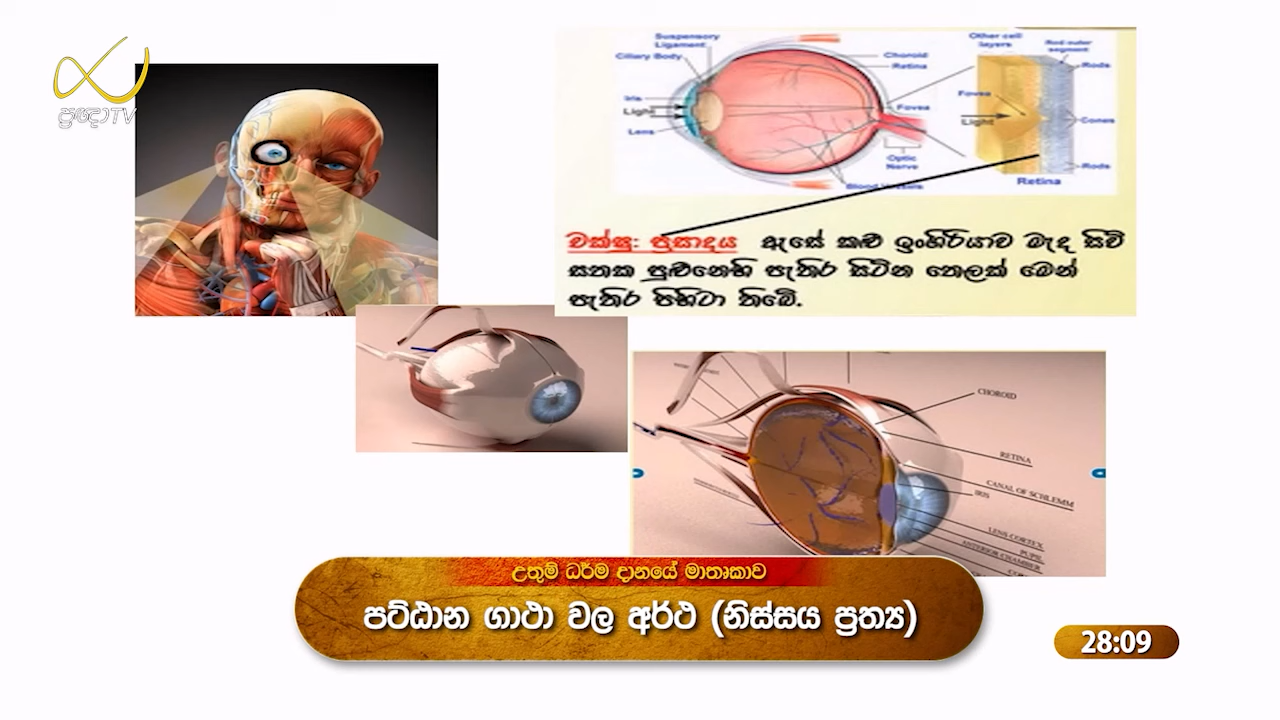 ප්‍රඥා TV
Suspensory
Ligament
Ciliary Body
Iris
Light
Lens
Choroid
Retina
Fovea
Optic
Nerve
Blood Vessels
Other cell
layers
Rod outer
segment
Rods
Fovea
Light
Cones
Rods
Retina
චක්සු: ප්‍රසාදය ඇසේ කළු ඉංගිරියාව මැද සිව්
සතක පුළුනෙහි පැතිර සිටින තෙලක් මෙන්
පැතිර පිහිටා තිබේ.
CHOROID
RETINA
CANAL OF SCHLEMM
IRIS
LENS CORTEX
PUPIL
ANTERIOR CHAMBER
උතුම් ධර්ම දානයේ මාතෘකාව
පට්ඨාන ගාථා වල අර්ථ (නිස්සය ප්‍රත්‍ය)
28:09